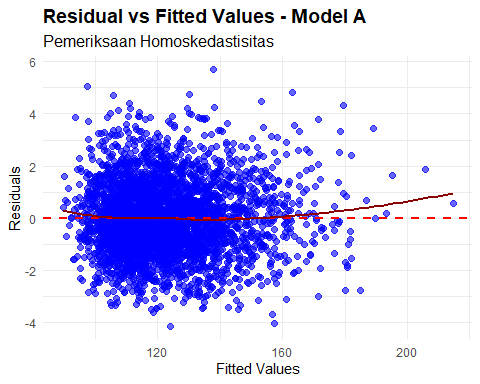 Residual vs Fitted Values - Model A
Pemeriksaan Homoskedastisitas
6
4
2
0
-2
-4
Residuals
120
160
200
Fitted Values